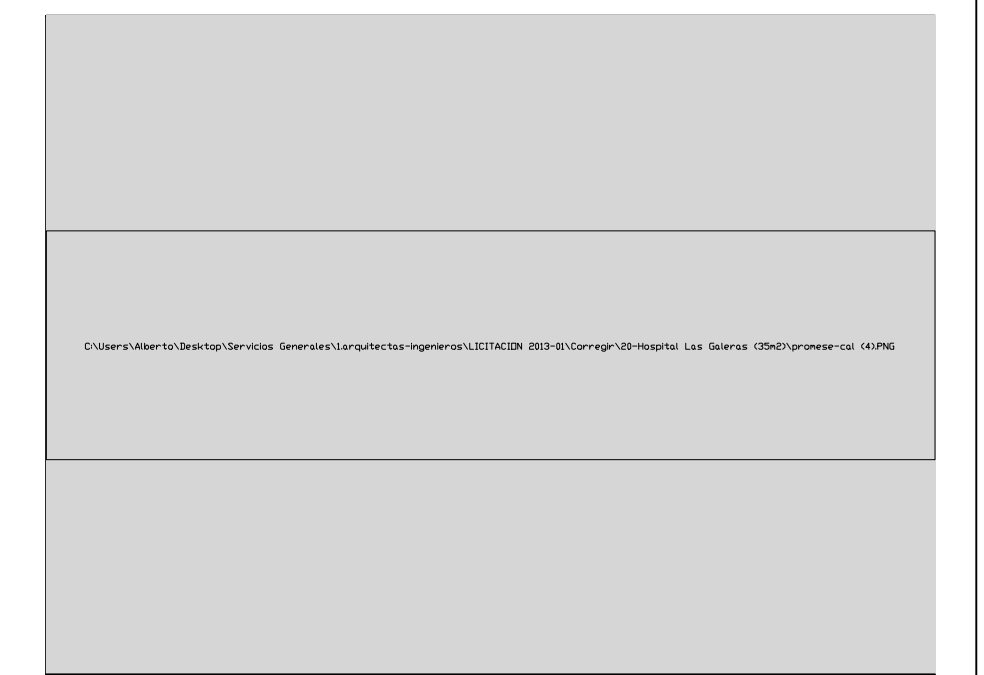 C:\Users\Alberto\Desktop\Servicios Generales\1.arquitectas-ingenieros\LICITACION 2013-01\Corregir\20-Hospital Las Galeras (35m2)\promese-cal (4).PNG